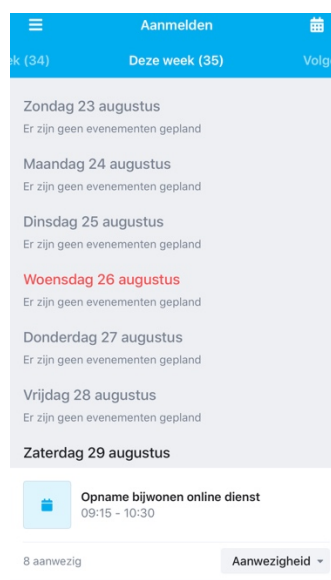 Aanmelden
ek (34) Deze week (35) Volg
Zondag 23 augustus
Er zijn geen evenementen gepland
Maandag 24 augustus
Er zijn geen evenementen gepland
Dinsdag 25 augustus
Er zijn geen evenementen gepland
Woensdag 26 augustus
Er zijn geen evenementen gepland
Donderdag 27 augustus
Er zijn geen evenementen gepland
Vrijdag 28 augustus
Er zijn geen evenementen gepland
Zaterdag 29 augustus
Opname bijwonen online dienst
09:15 - 10:30
8 aanwezig Aanwezigheid